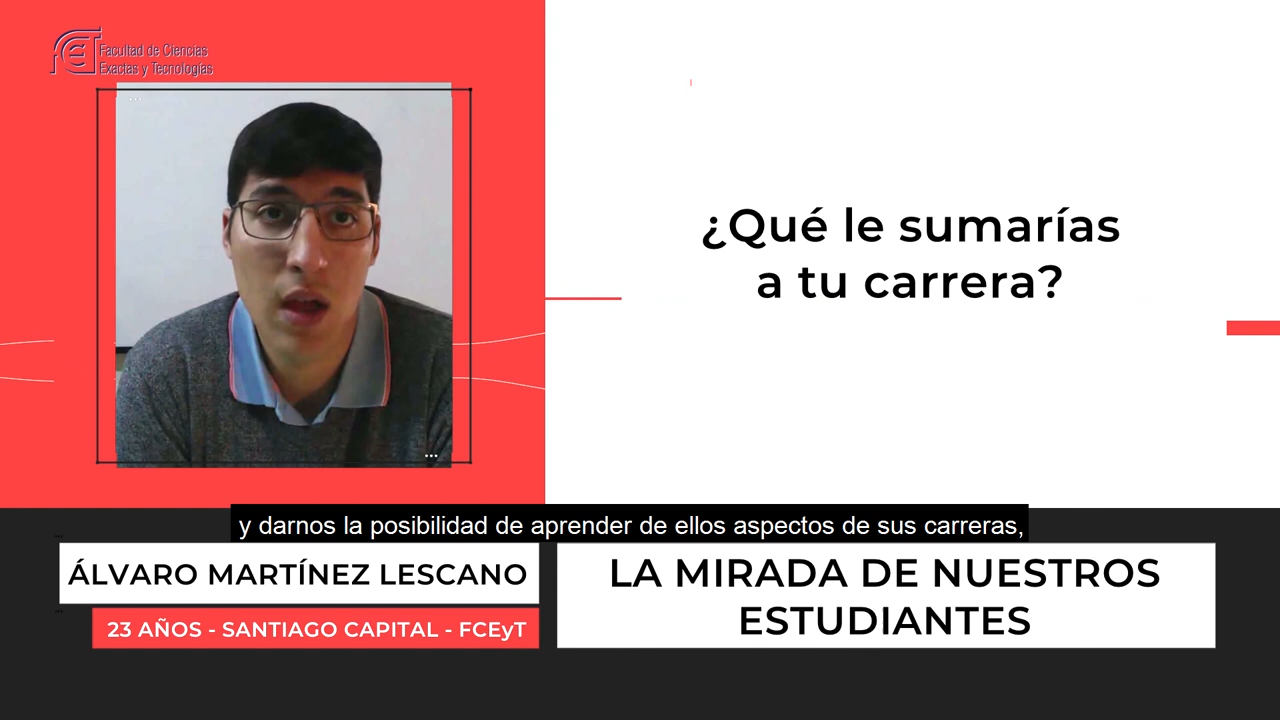 Facultad de Ciencias
Exactas y Tecnologías
¿Qué le sumarías
a tu carrera?
y darnos la posibilidad de aprender de ellos aspectos de sus carreras,
ÁLVARO MARTÍNEZ LESCANO
23 AÑOS - SANTIAGO CAPITAL - FCEyT
LA MIRADA DE NUESTROS
ESTUDIANTES